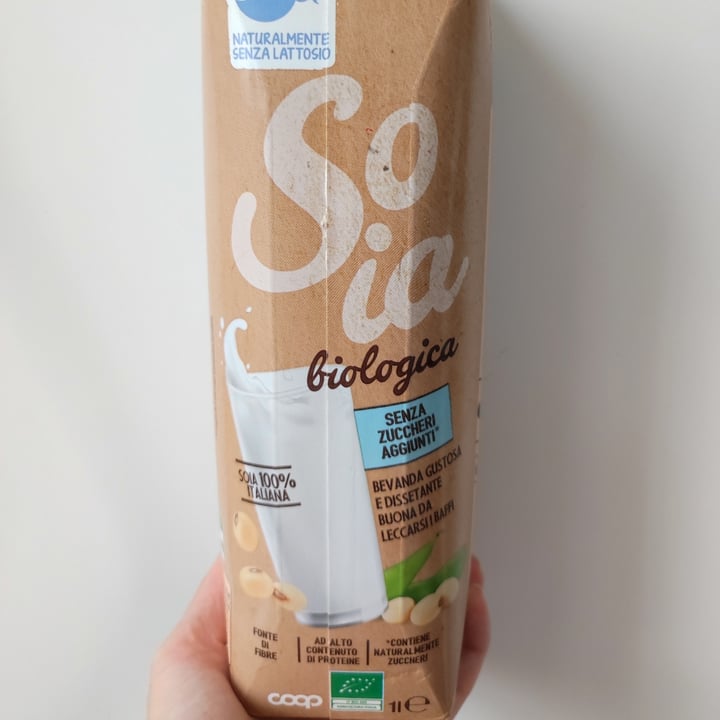 NATURALMENTE
SENZA LATTOSIO
So
ia
biologica
SENZA
ZUCCHERI
AGGIUNTI*
SOIA 100%
ITALIANA
BEVANDA GUSTOSA
E DISSETANTE
BUONA DA
LECCARSI I BAFFI
FONTE
DI
FIBRE
AD ALTO
CONTENUTO
DI PROTEINE
*CONTIENE
NATURALMENTE
ZUCCHERI
coop
1l e